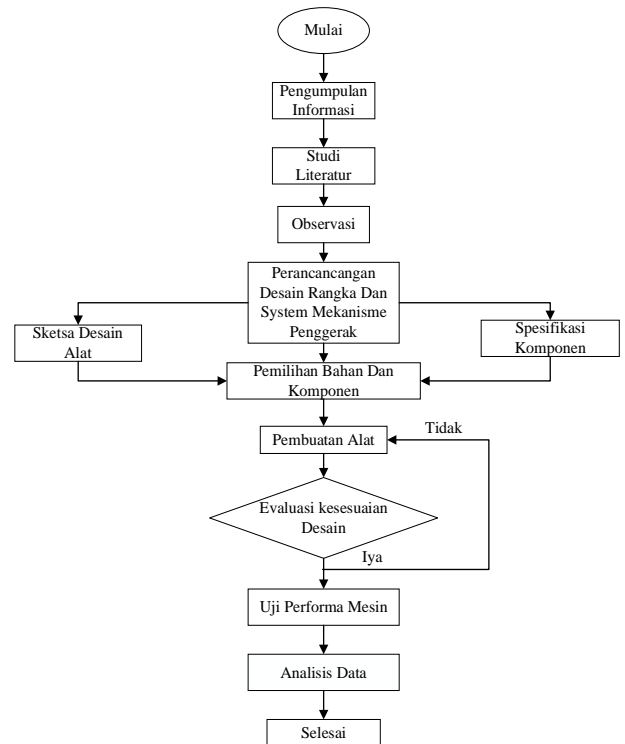 Mulai
Pengumpulan
Informasi
Studi
Literatur
Observasi
Perancancangan
Desain Rangka Dan
System Mekanisme
Penggerak
Sketsa Desain
Alat
Spesifikasi
Komponen
Pemilihan Bahan Dan
Komponen
Tidak
Pembuatan Alat
Evaluasi kesesuaian
Desain
Iya
Uji Performa Mesin
Analisis Data
Selesai